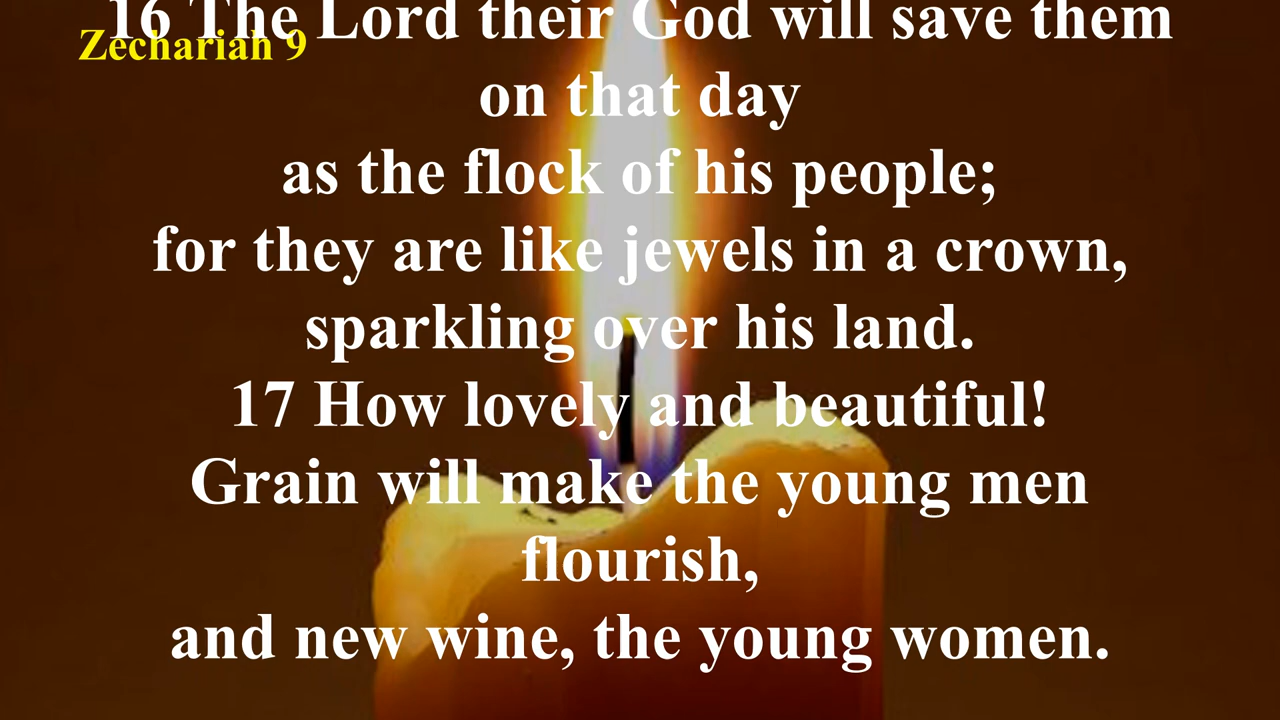 16 The Lord their God will save them
Zechariah 9
on that day
as the flock of his people;
for they are like jewels in a crown,
sparkling over his land.
17 How lovely and beautiful!
Grain will make the young men
flourish,
and new wine, the young women.